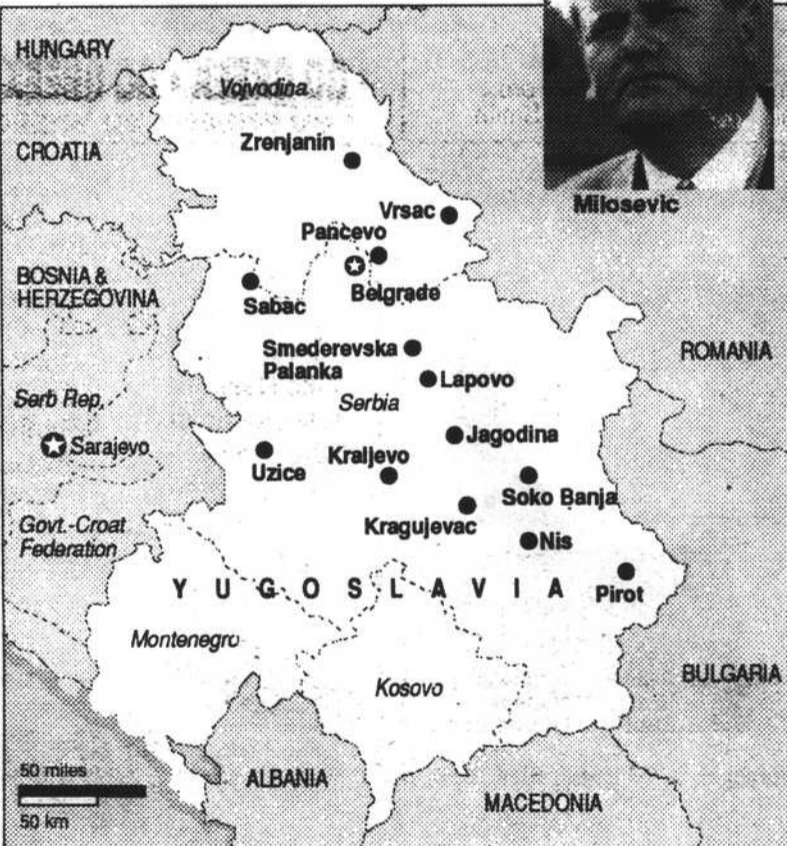 HUNGARY
Vojvodina
CROATIA
Zrenjanin
Milosevic
Vrsac
Pancevo
BOSNIA &
HERZEGOVINA
Belgrade
Sabac
Smederevska
Palanka
ROMANIA
Lapovo
Serb Rep.
Serbia
Sarajevo
Jagodina
Uzice
Kraljevo
Soko Banja
Govt.-Croat
Federation
Kragujevac
Nis
YUGOSLAVIA
Pirot
Montenegro
Kosovo
BULGARIA
50 miles
ALBANIA
50 km
MACEDONIA